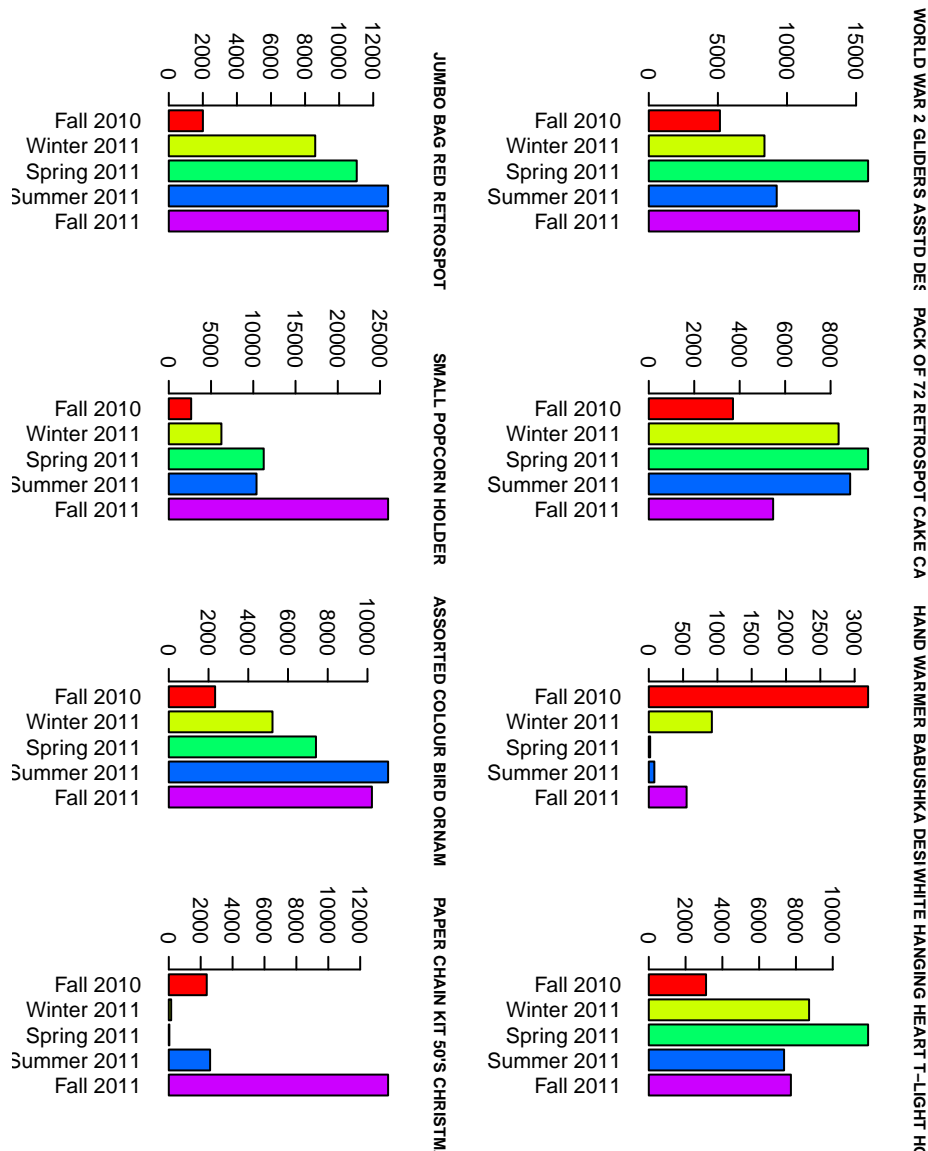 WORLD WAR 2 GLIDERS ASSTD DES
0
5000
10000
15000
Fall 2010
Winter 2011
Spring 2011
Summer 2011
Fall 2011
PACK OF 72 RETROSPOT CAKE CA
0
2000
4000
6000
8000
Fall 2010
Winter 2011
Spring 2011
Summer 2011
Fall 2011
HAND WARMER BABUSHKA DESI
0
500
1000
1500
2000
2500
3000
Fall 2010
Winter 2011
Spring 2011
Summer 2011
Fall 2011
WHITE HANGING HEART T−LIGHT HO
0
2000
4000
6000
8000
10000
Fall 2010
Winter 2011
Spring 2011
Summer 2011
Fall 2011
JUMBO BAG RED RETROSPOT
0
2000
4000
6000
8000
10000
12000
Fall 2010
Winter 2011
Spring 2011
Summer 2011
Fall 2011
SMALL POPCORN HOLDER
0
5000
10000
15000
20000
25000
Fall 2010
Winter 2011
Spring 2011
Summer 2011
Fall 2011
ASSORTED COLOUR BIRD ORNAM
0
2000
4000
6000
8000
10000
Fall 2010
Winter 2011
Spring 2011
Summer 2011
Fall 2011
PAPER CHAIN KIT 50'S CHRISTM
0
2000
4000
6000
8000
10000
12000
Fall 2010
Winter 2011
Spring 2011
Summer 2011
Fall 2011